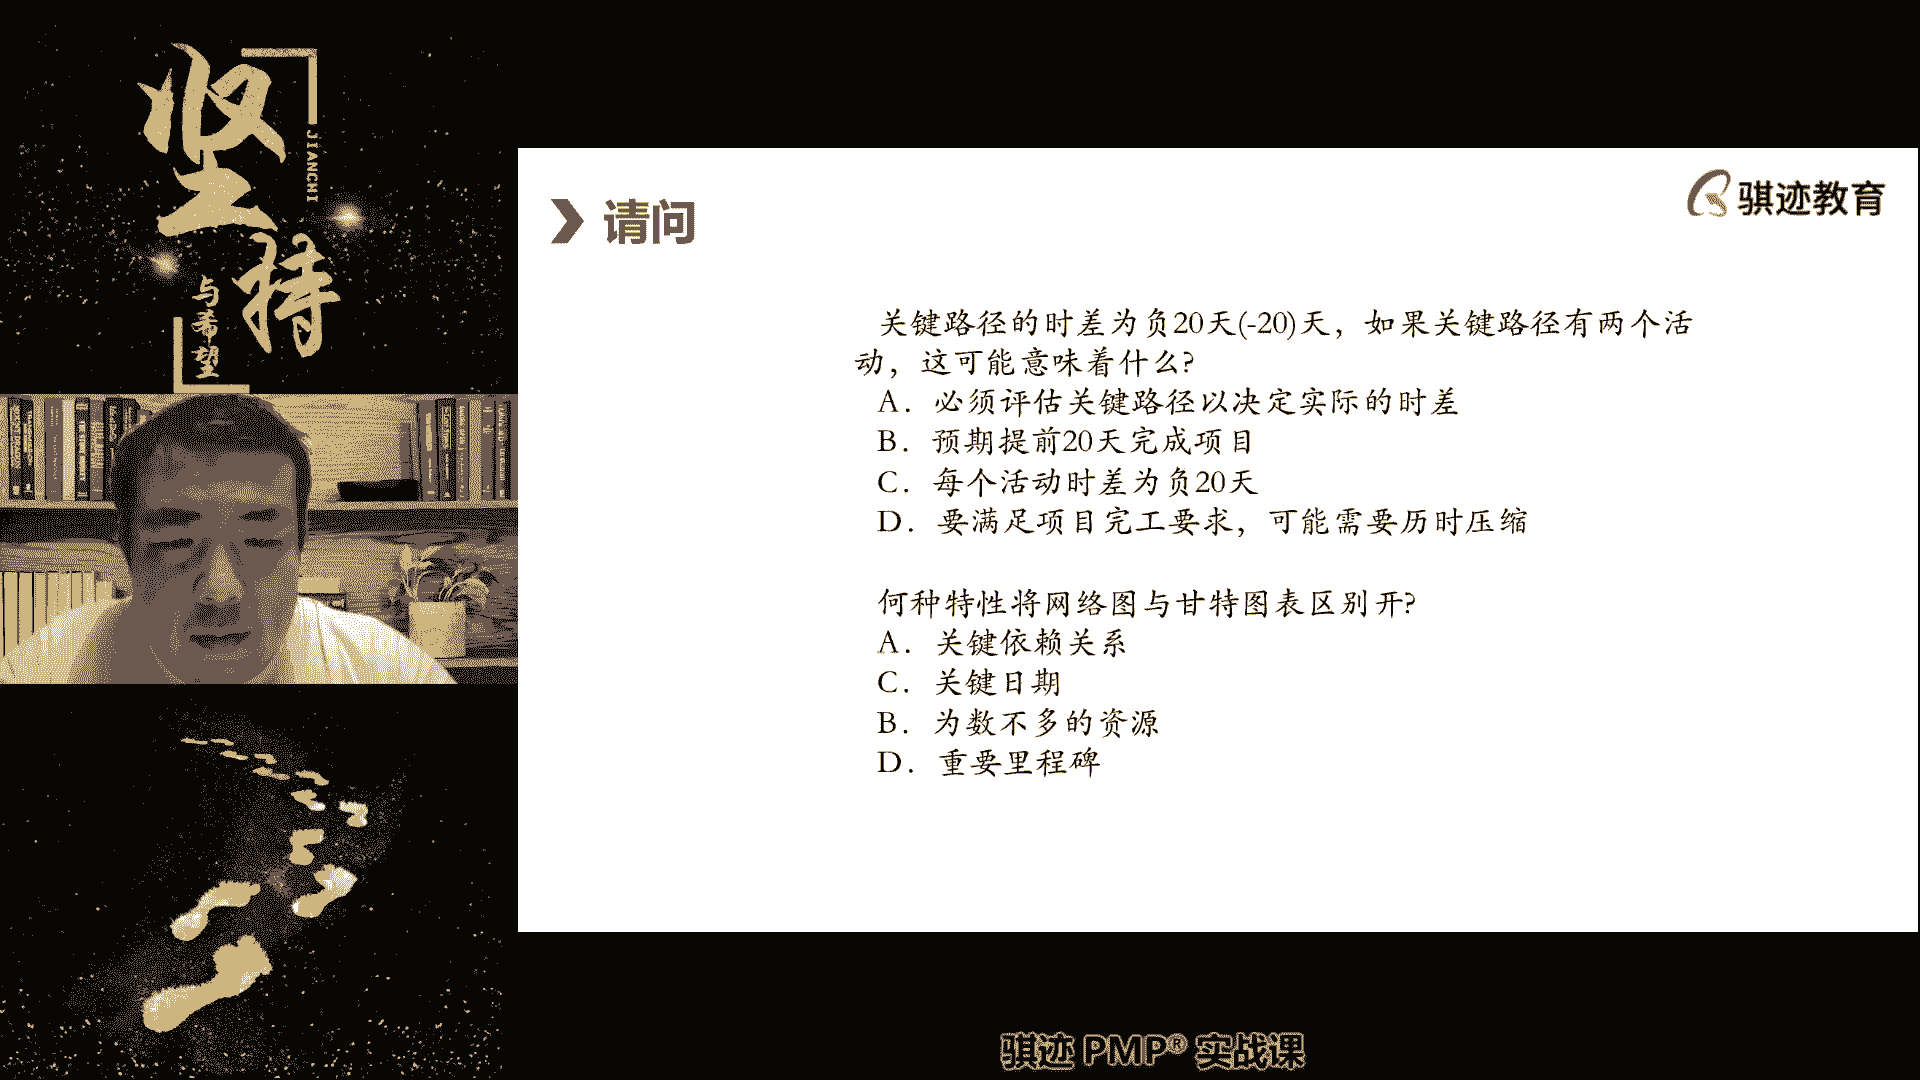 坚持
JIANCHI
与希望
请问
骐迹教育
关键路径的时差为负20天(-20)天，如果关键路径有两个活
动，这可能意味着什么?
A．必须评估关键路径以决定实际的时差
B．预期提前20天完成项目
C．每个活动时差为负20天
D．要满足项目完工要求，可能需要历时压缩
何种特性将网络图与甘特图表区别开?
A．关键依赖关系
C．关键日期
B．为数不多的资源
D．重要里程碑
骐迹 PMP® 实战课